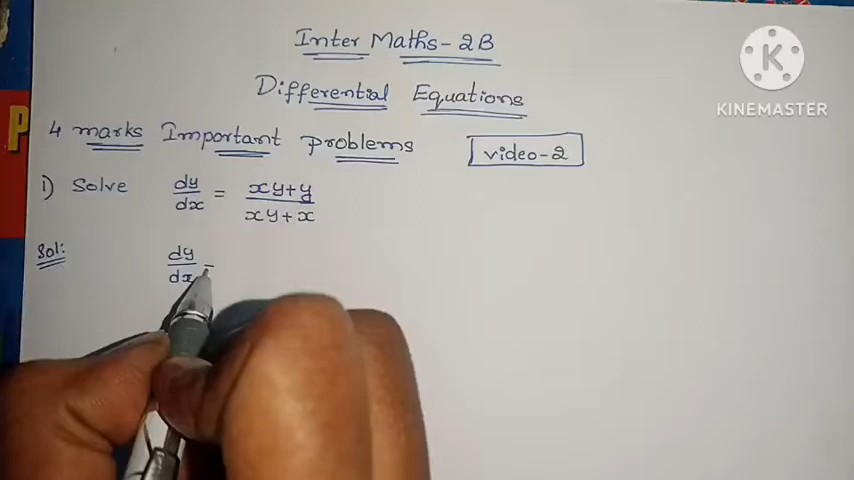 Inter Maths-2B
Differential Equations
K
KINEMASTER
4 marks Important problems
video-2
P
1) Solve dy/dx = xy+y/xy+x
Sol:
dy/dx =